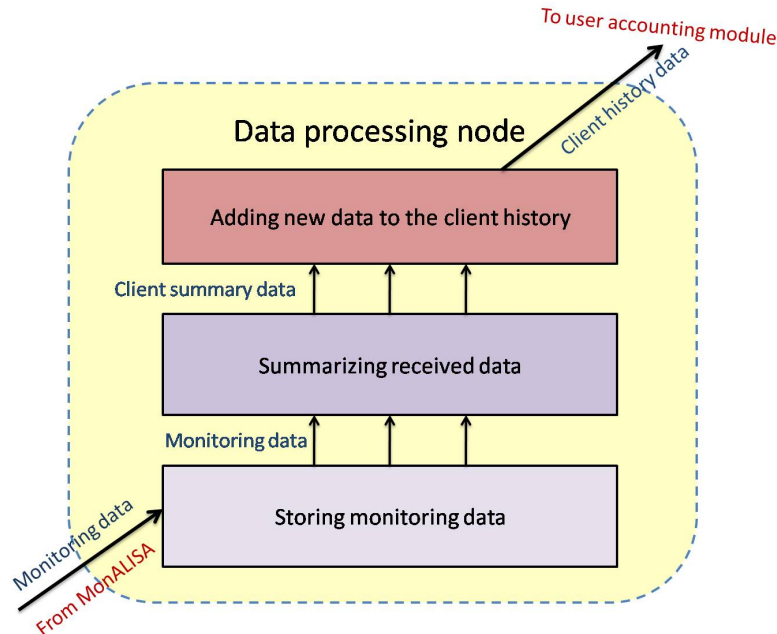 To user accounting module
Client history data
Data processing node
Adding new data to the client history
Client summary data
Summarizing received data
Monitoring data
Storing monitoring data
Monitoring data
From MonALISA